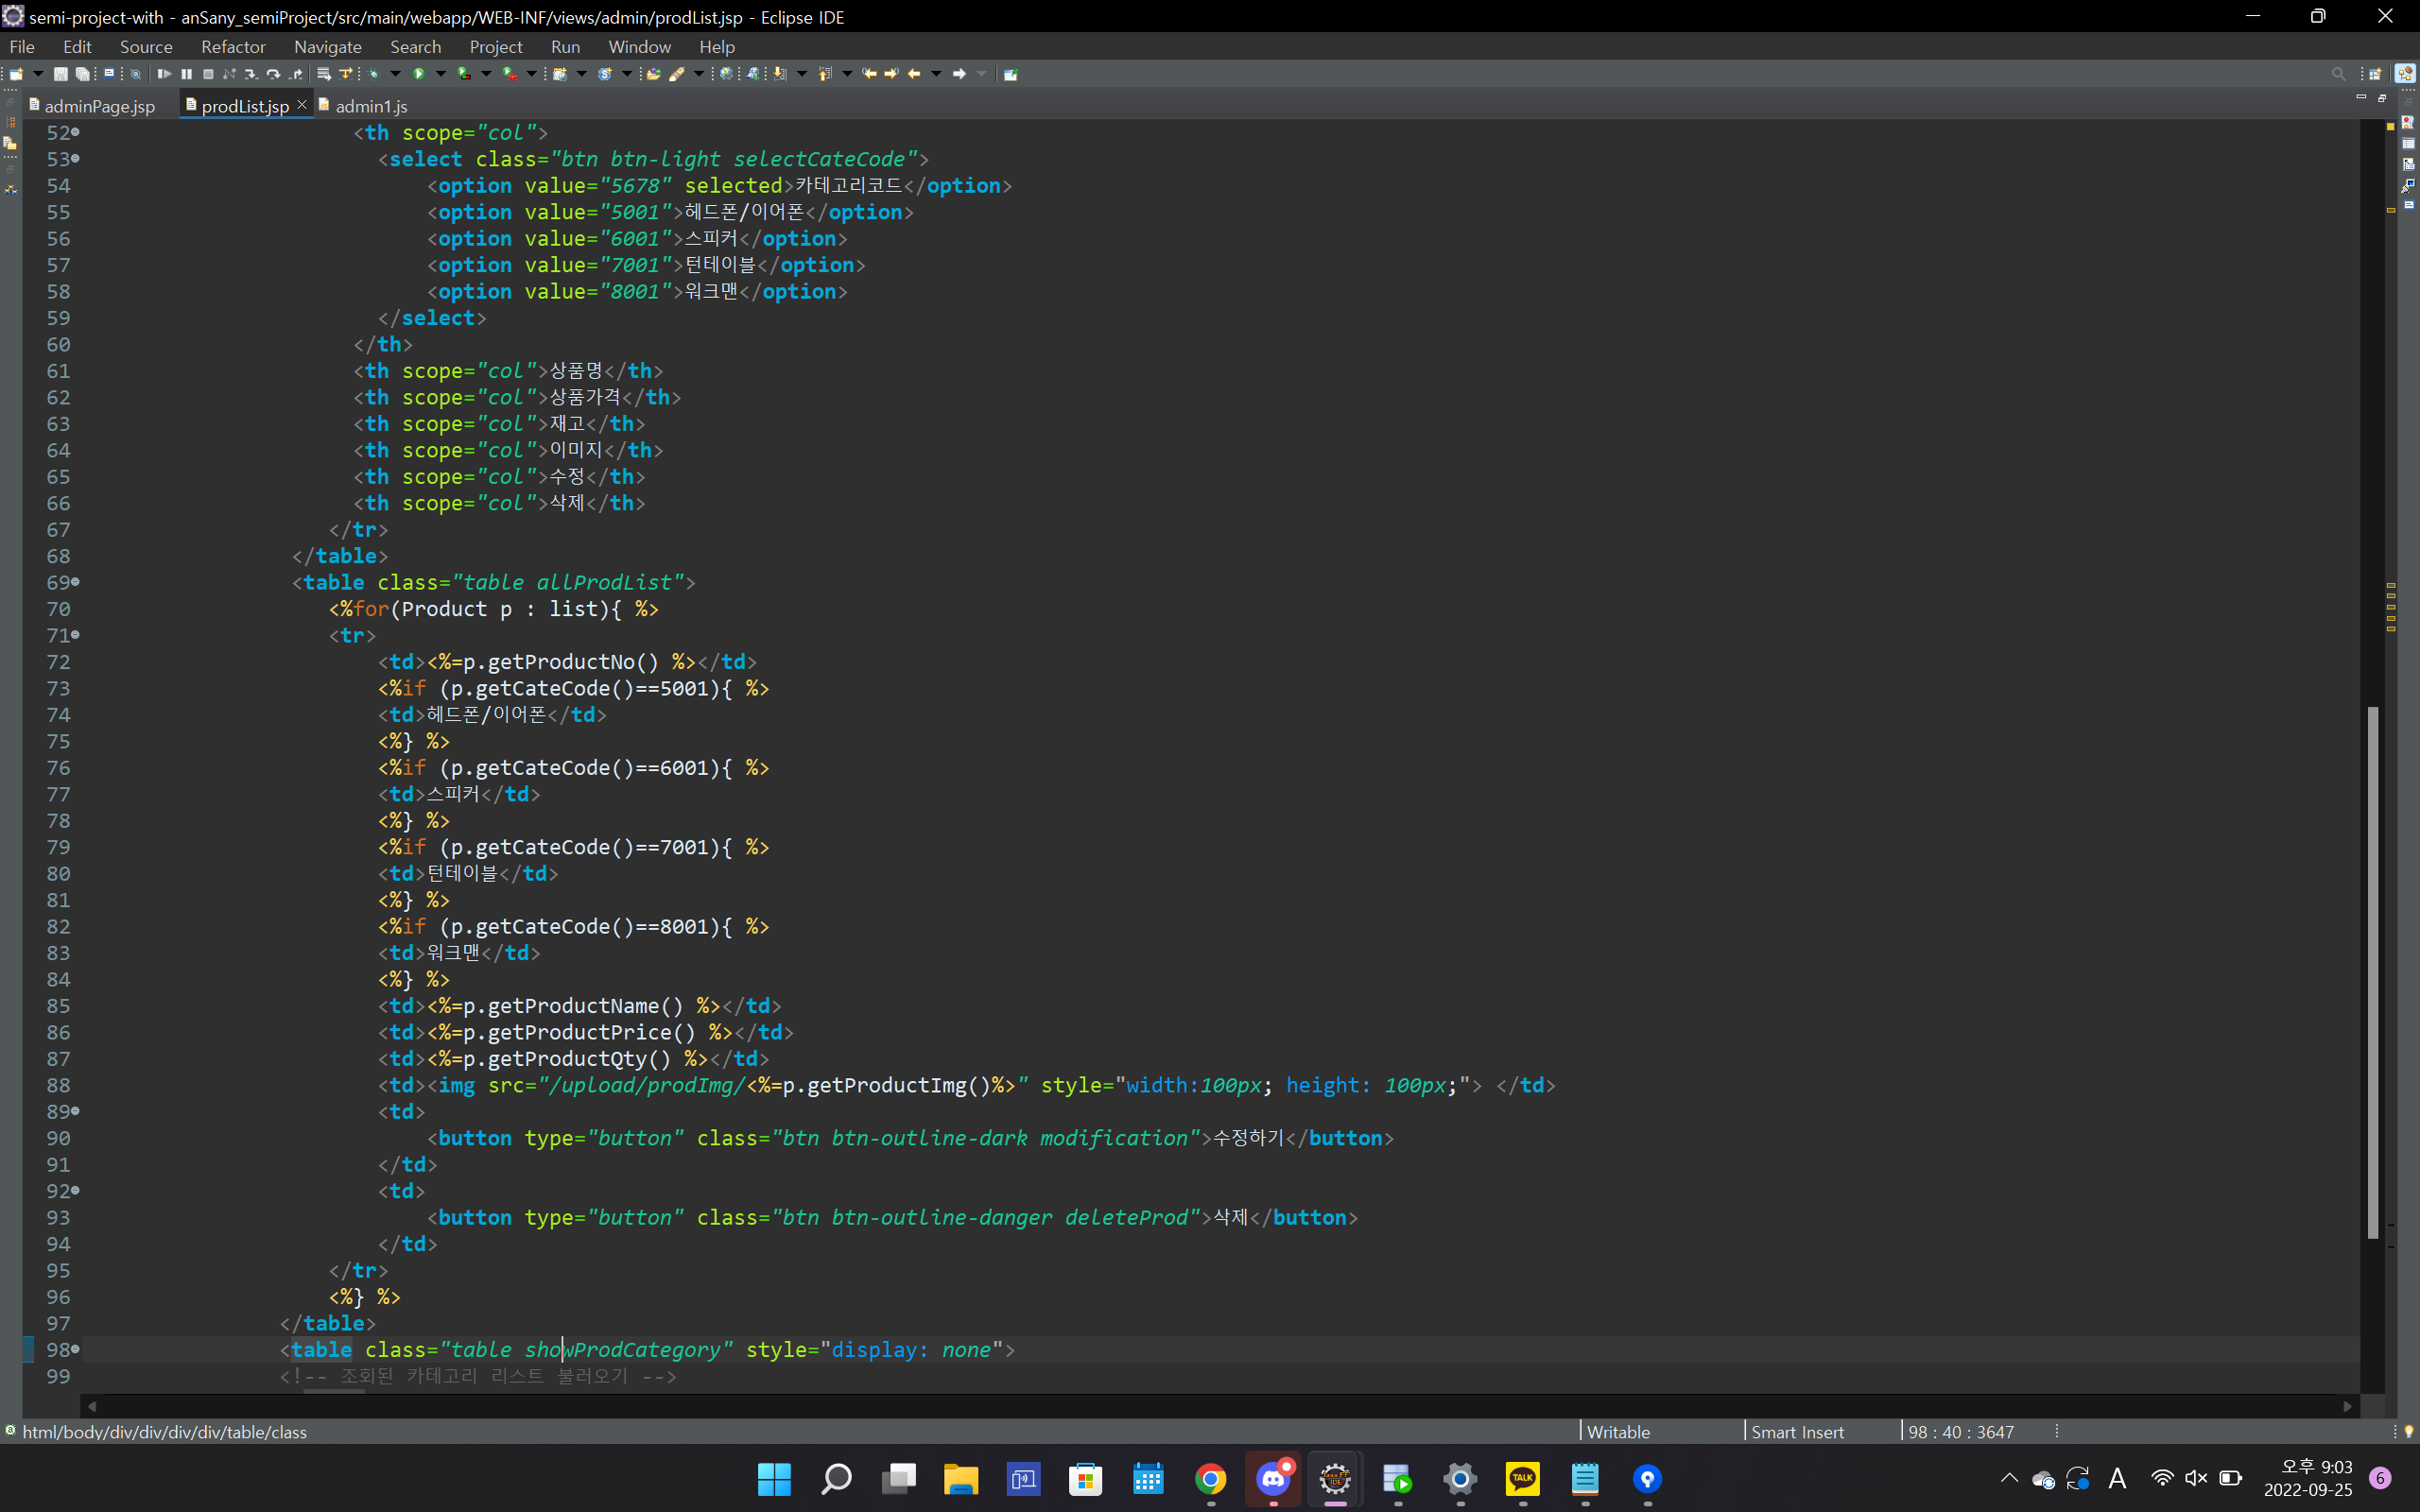 semi-project-with - anSany_semiProject/src/main/webapp/WEB-INF/views/admin/prodList.jsp - Eclipse IDE
File Edit Source Refactor Navigate Search Project Run Window Help
adminPage.jsp prodList.jsp admin1.js
52 <th scope="col">
53 <select class="btn btn-light selectCateCode">
54 <option value="5678" selected>카테고리코드</option>
55 <option value="5001">헤드폰/이어폰</option>
56 <option value="6001">스피커</option>
57 <option value="7001">턴테이블</option>
58 <option value="8001">워크맨</option>
59 </select>
60 </th>
61 <th scope="col">상품명</th>
62 <th scope="col">상품가격</th>
63 <th scope="col">재고</th>
64 <th scope="col">이미지</th>
65 <th scope="col">수정</th>
66 <th scope="col">삭제</th>
67 </tr>
68 </table>
69 <table class="table allProdList">
70 <%for(Product p : list){ %>
71 <tr>
72 <td><%=p.getProductNo() %></td>
73 <%if (p.getCateCode()==5001){ %>
74 <td>헤드폰/이어폰</td>
75 <%} %>
76 <%if (p.getCateCode()==6001){ %>
77 <td>스피커</td>
78 <%} %>
79 <%if (p.getCateCode()==7001){ %>
80 <td>턴테이블</td>
81 <%} %>
82 <%if (p.getCateCode()==8001){ %>
83 <td>워크맨</td>
84 <%} %>
85 <td><%=p.getProductName() %></td>
86 <td><%=p.getProductPrice() %></td>
87 <td><%=p.getProductQty() %></td>
88 <td><img src="/upload/prodImg/<%=p.getProductImg()%>" style="width:100px; height: 100px;"> </td>
89 <td>
90 <button type="button" class="btn btn-outline-dark modification">수정하기</button>
91 </td>
92 <td>
93 <button type="button" class="btn btn-outline-danger deleteProd">삭제</button>
94 </td>
95 </tr>
96 <%} %>
97 </table>
98 <table class="table showProdCategory" style="display: none">
99 <!-- 조회된 카테고리 리스트 불러오기 -->
html/body/div/div/div/div/table/class Writable Smart Insert 98 : 40 : 3647
TALK
A 오후 9:03
2022-09-25 6